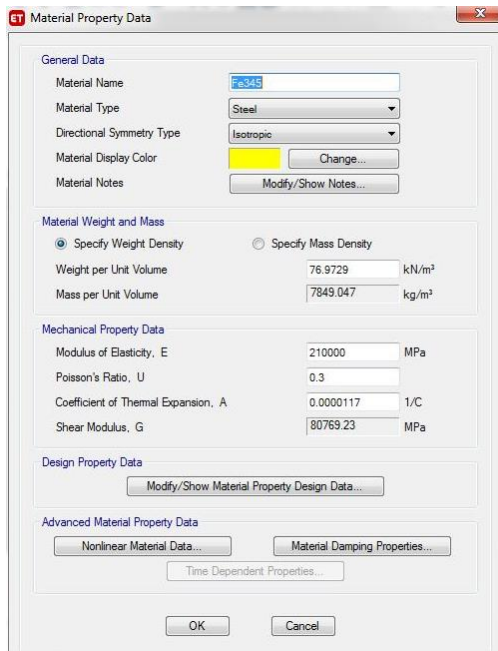 ET Material Property Data
General Data
Material Name Fe345
Material Type Steel
Directional Symmetry Type Isotropic
Material Display Color Change...
Material Notes Modify/Show Notes...
Material Weight and Mass
Specify Weight Density Specify Mass Density
Weight per Unit Volume 76.9729 kN/m³
Mass per Unit Volume 7849.047 kg/m³
Mechanical Property Data
Modulus of Elasticity, E 210000 MPa
Poisson's Ratio, U 0.3
Coefficient of Thermal Expansion, A 0.0000117 1/C
Shear Modulus, G 80769.23 MPa
Design Property Data
Modify/Show Material Property Design Data...
Advanced Material Property Data
Nonlinear Material Data... Material Damping Properties...
Time Dependent Properties...
OK Cancel